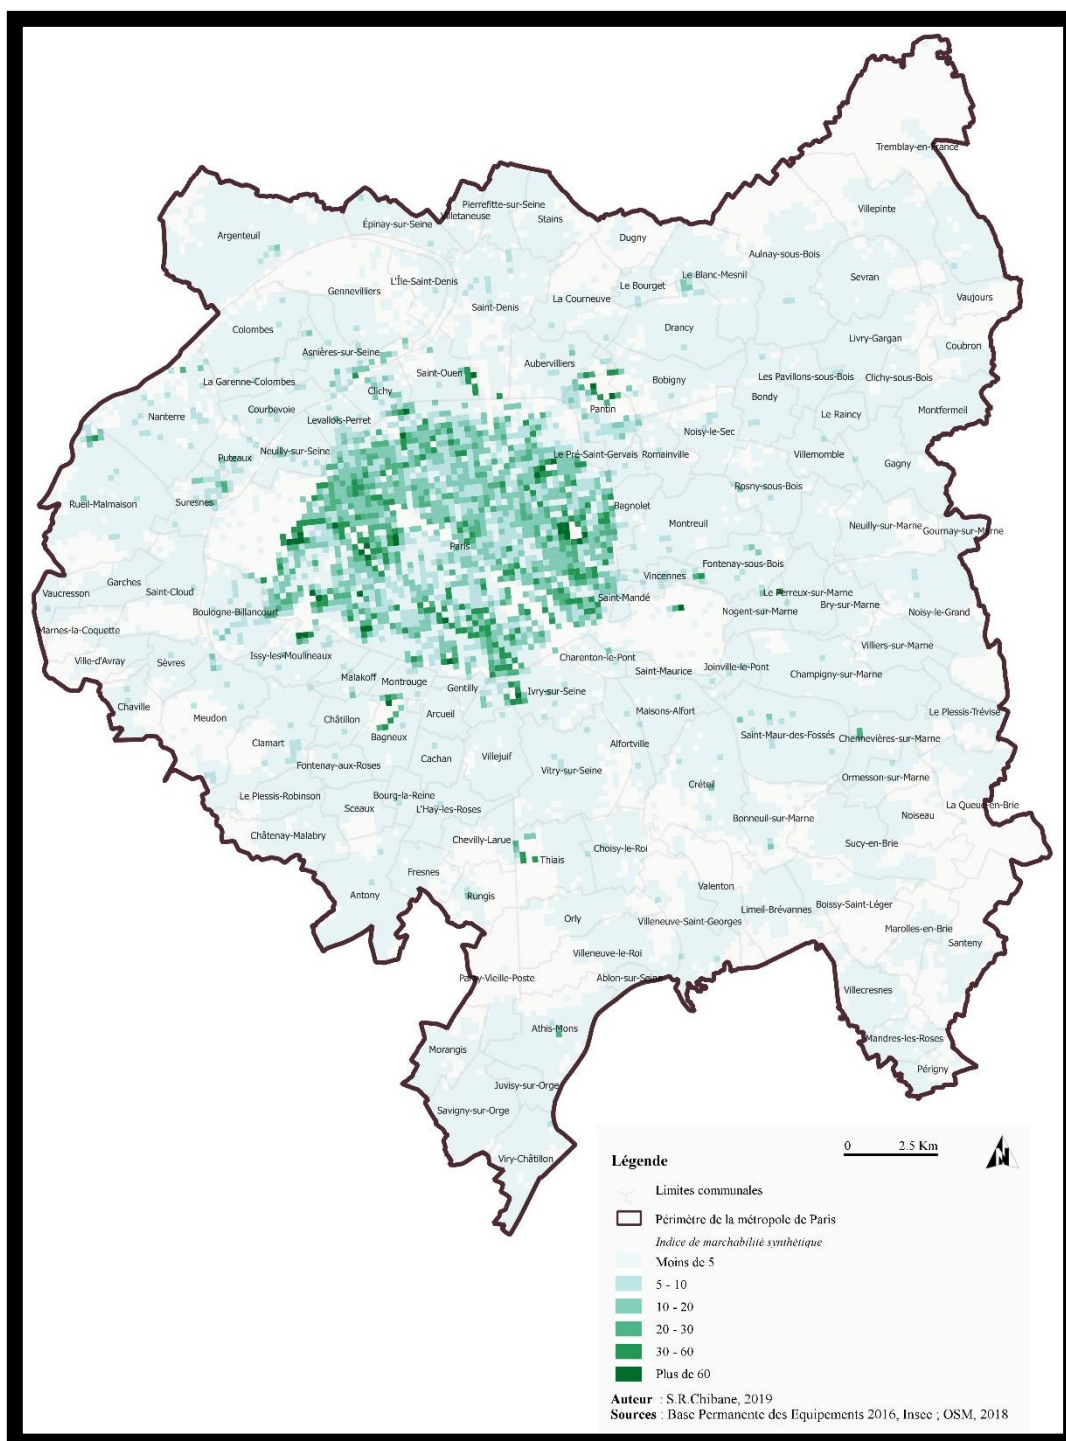 Tremblay-en-France
Pierrefitte-sur-Seine
Villepinte
Villetaneuse
Stains
Épinay-sur-Seine
Argenteuil
Dugny
Aulnay-sous-Bois
Le Blanc-Mesnil
Sevran
L'Île-Saint-Denis
Le Bourget
Gennevilliers
La Courneuve
Vaujours
Saint-Denis
Colombes
Drancy
Livry-Gargan
Coubron
Asnières-sur-Seine
Aubervilliers
Saint-Ouen
La Garenne-Colombes
Clichy
Bobigny
Les Pavillons-sous-Bois
Clichy-sous-Bois
Bondy
Nanterre
Courbevoie
Pantin
Le Raincy
Montfermeil
Levallois-Perret
Noisy-le-Sec
Puteaux
Neuilly-sur-Seine
Le Pré-Saint-Gervais
Romainville
Villemomble
Gagny
Rosny-sous-Bois
Rueil-Malmaison
Suresnes
Bagnolet
Montreuil
Neuilly-sur-Marne
Gournay-sur-Marne
Paris
Fontenay-sous-Bois
Vincennes
Garches
Vaucresson
Saint-Cloud
Le Perreux-sur-Marne
Saint-Mandé
Bry-sur-Marne
Boulogne-Billancourt
Nogent-sur-Marne
Noisy-le-Grand
Marnes-la-Coquette
Villiers-sur-Marne
Issy-les-Moulineaux
Charenton-le-Pont
Ville-d'Avray
Sèvres
Saint-Maurice
Joinville-le-Pont
Champigny-sur-Marne
Malakoff
Montrouge
Gentilly
Ivry-sur-Seine
Chaville
Meudon
Châtillon
Arcueil
Maisons-Alfort
Le Plessis-Trévise
Bagneux
Saint-Maur-des-Fossés
Chennevières-sur-Marne
Clamart
Alfortville
Cachan
Villejuif
Fontenay-aux-Roses
Vitry-sur-Seine
Ormesson-sur-Marne
Créteil
Le Plessis-Robinson
Bourg-la-Reine
Sceaux
L'Haÿ-les-Roses
La Queue-en-Brie
Noiseau
Bonneuil-sur-Marne
Châtenay-Malabry
Chevilly-Larue
Choisy-le-Roi
Sucy-en-Brie
Thiais
Fresnes
Valenton
Antony
Rungis
Boissy-Saint-Léger
Limeil-Brévannes
Orly
Villeneuve-Saint-Georges
Marolles-en-Brie
Santeny
Villeneuve-le-Roi
Paray-Vieille-Poste
Ablon-sur-Seine
Villecresnes
Athis-Mons
Mandres-les-Roses
Morangis
Périgny
Juvisy-sur-Orge
Savigny-sur-Orge
Viry-Châtillon
0 2.5 Km
N
Légende
Limites communales
Périmètre de la métropole de Paris
Indice de marchabilité synthétique
Moins de 5
5 - 10
10 - 20
20 - 30
30 - 60
Plus de 60
Auteur : S.R.Chibane, 2019
Sources : Base Permanente des Equipements 2016, Insee ; OSM, 2018